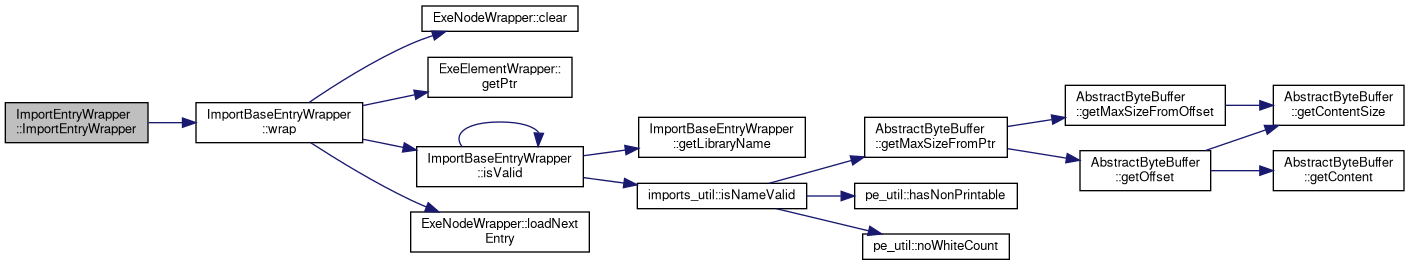 ImportEntryWrapper
::ImportEntryWrapper
ImportBaseEntryWrapper
::wrap
ExeNodeWrapper::clear
ExeElementWrapper::
getPtr
ImportBaseEntryWrapper
::isValid
ExeNodeWrapper::loadNext
Entry
ImportBaseEntryWrapper
::getLibraryName
imports_util::isNameValid
AbstractByteBuffer
::getMaxSizeFromPtr
pe_util::hasNonPrintable
pe_util::noWhiteCount
AbstractByteBuffer
::getMaxSizeFromOffset
AbstractByteBuffer
::getOffset
AbstractByteBuffer
::getContentSize
AbstractByteBuffer
::getContent